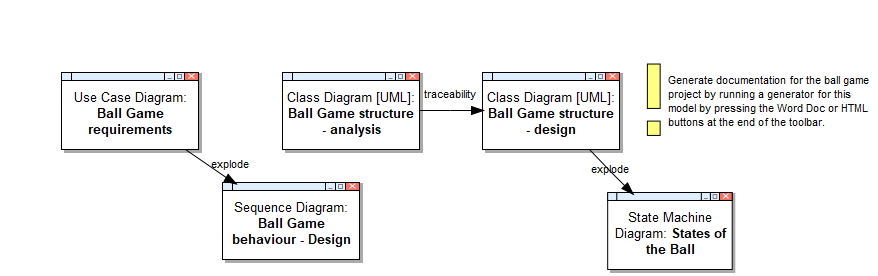 Use Case Diagram:
Ball Game
requirements
Class Diagram [UML]:
Ball Game structure
- analysis
traceability
Class Diagram [UML]:
Ball Game structure
- design
Generate documentation for the ball game
project by running a generator for this
model by pressing the Word Doc or HTML
buttons at the end of the toolbar.
explode
explode
Sequence Diagram:
Ball Game
behaviour - Design
State Machine
Diagram: States of
the Ball